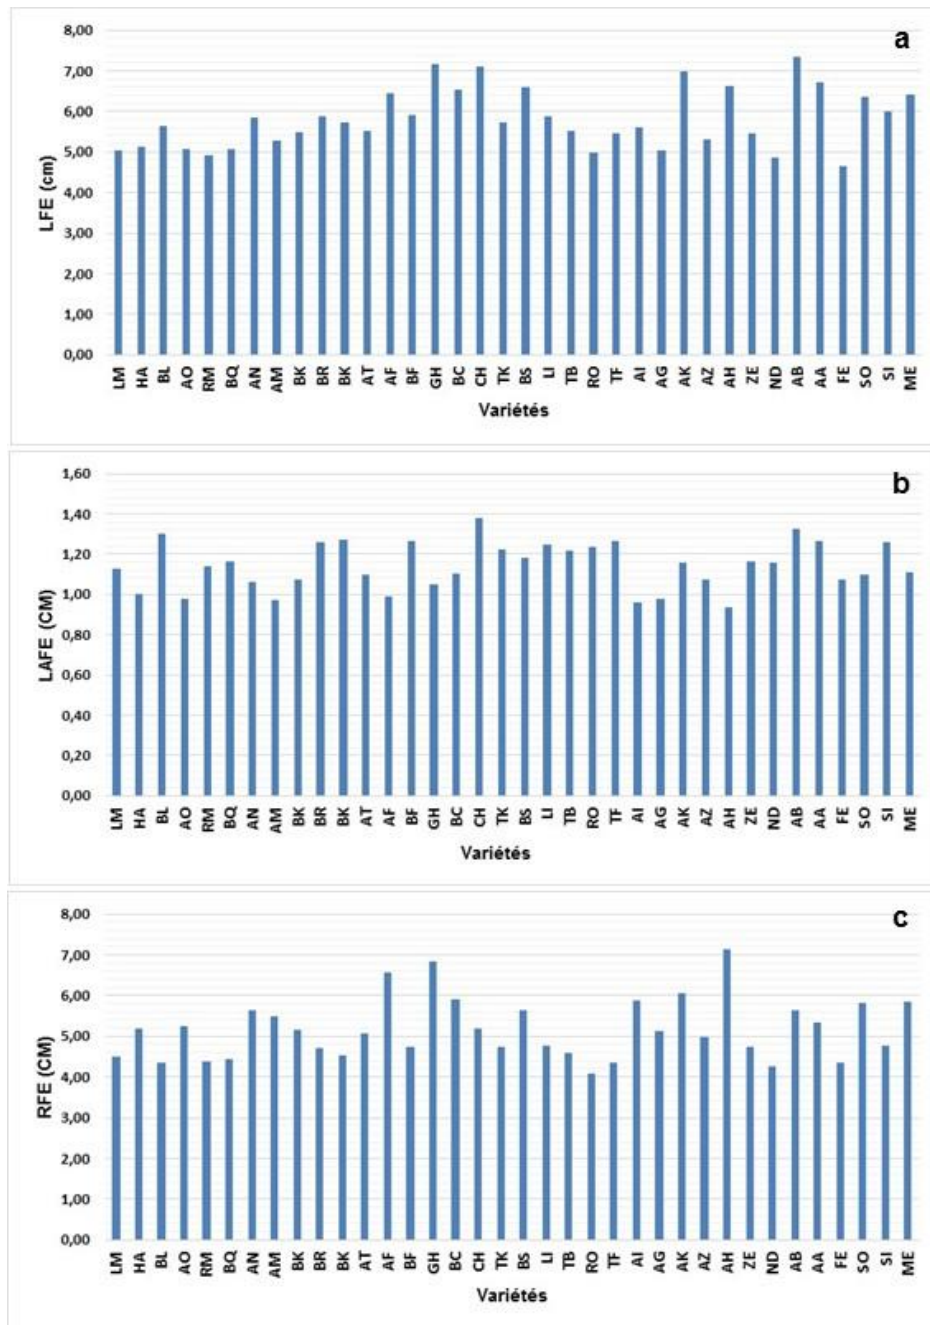 a
8,00
7,00
6,00
5,00
4,00
3,00
2,00
1,00
0,00
LFE (cm)
LM HA BL AO RM BQ AN AM BK BR BK AT AF BF GH BC CH TK BS LI TB RO TF AI AG AK AZ AH ZE ND AB AA FE SO SI ME
Variétés
b
1,60
1,40
1,20
1,00
0,80
0,60
0,40
0,20
0,00
LAFE (CM)
LM HA BL AO RM BQ AN AM BK BR BK AT AF BF GH BC CH TK BS LI TB RO TF AI AG AK AZ AH ZE ND AB AA FE SO SI ME
Variétés
c
8,00
7,00
6,00
5,00
4,00
3,00
2,00
1,00
0,00
RFE (CM)
LM HA BL AO RM BQ AN AM BK BR BK AT AF BF GH BC CH TK BS LI TB RO TF AI AG AK AZ AH ZE ND AB AA FE SO SI ME
Variétés